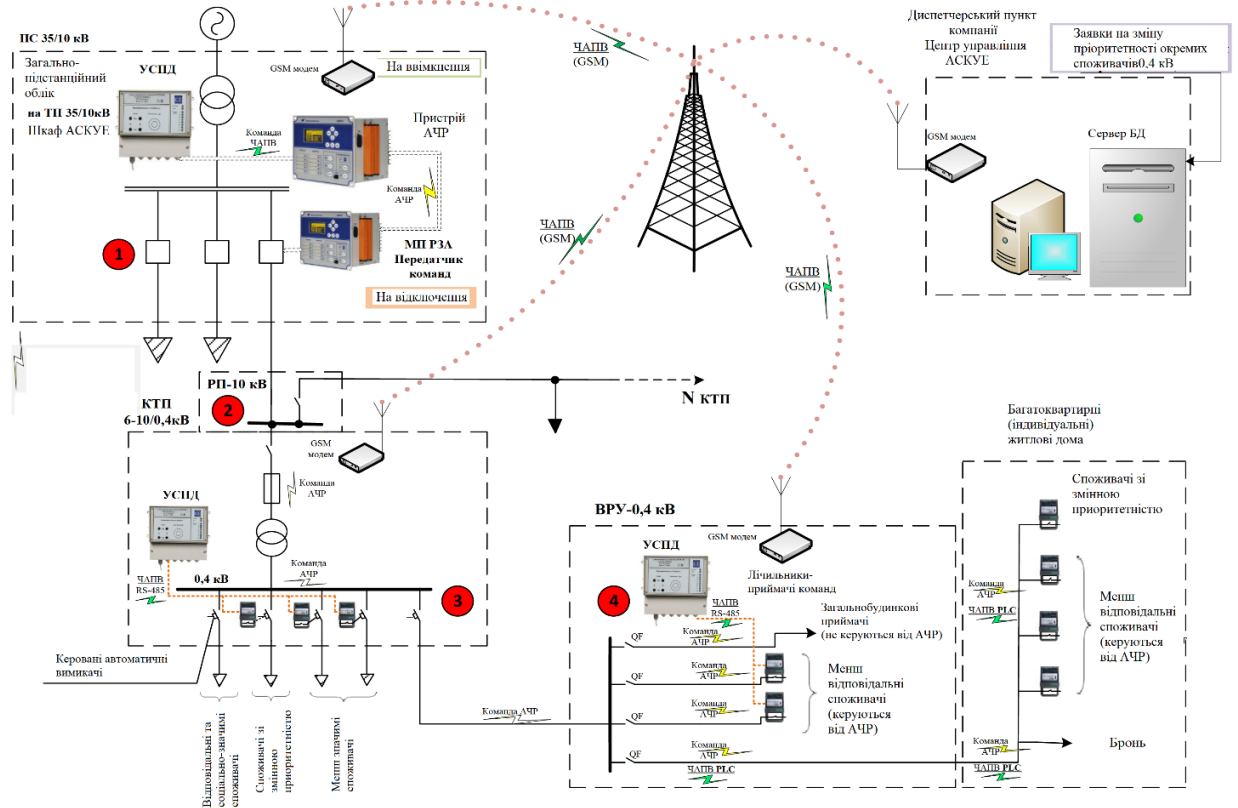 ПС 35/10 кВ
Загально-
підстанційний
облік
на ТП 35/10кВ
Шкаф АСКУЕ
УСПД
GSM модем
На ввімкнення
Команда
ЧАПВ
Пристрій
АЧР
Команда
АЧР
МП РЗА
Передатчик
команд
На відключення
1
ЧАПВ
(GSM)
ЧАПВ
(GSM)
ЧАПВ
(GSM)
Диспетчерський пункт
компанії
Центр управління
АСКУЕ
Заявки на зміну
пріоритетності окремих
споживачів0,4 кВ
GSM модем
Сервер БД
РП-10 кВ
2
N КТП
КТП
6-10/0,4кВ
GSM
модем
Команда
АЧР
УСПД
ЧАПВ
RS-485
0,4 кВ
Команда
АЧР
3
Керовані автоматичні
вимикачі
Відповідальні та
соціально-значимі
споживачі
Споживачі зі
змінною
приоритетністю
Менш значимі
споживачі
Команда АЧР
ВРУ-0,4 кВ
УСПД
GSM модем
4
Лічильники-
приймачі команд
ЧАПВ
RS-485
Загальнобудинкові
приймачі
(не керуються від АЧР)
QF
Команда
АЧР
QF
Команда
АЧР
QF
Команда
АЧР
QF
Команда
АЧР
ЧАПВ PLC
Менш
відповідальні
споживачі
(керуються
від АЧР)
Багатоквартирці
(індивідуальні)
житлові дома
Споживачі зі
змінною
приоритетністю
Команда
АЧР
ЧАПВ PLC
Менш
відповідальні
споживачі
(керуються
від АЧР)
Команда
АЧР
ЧАПВ PLC
Бронь